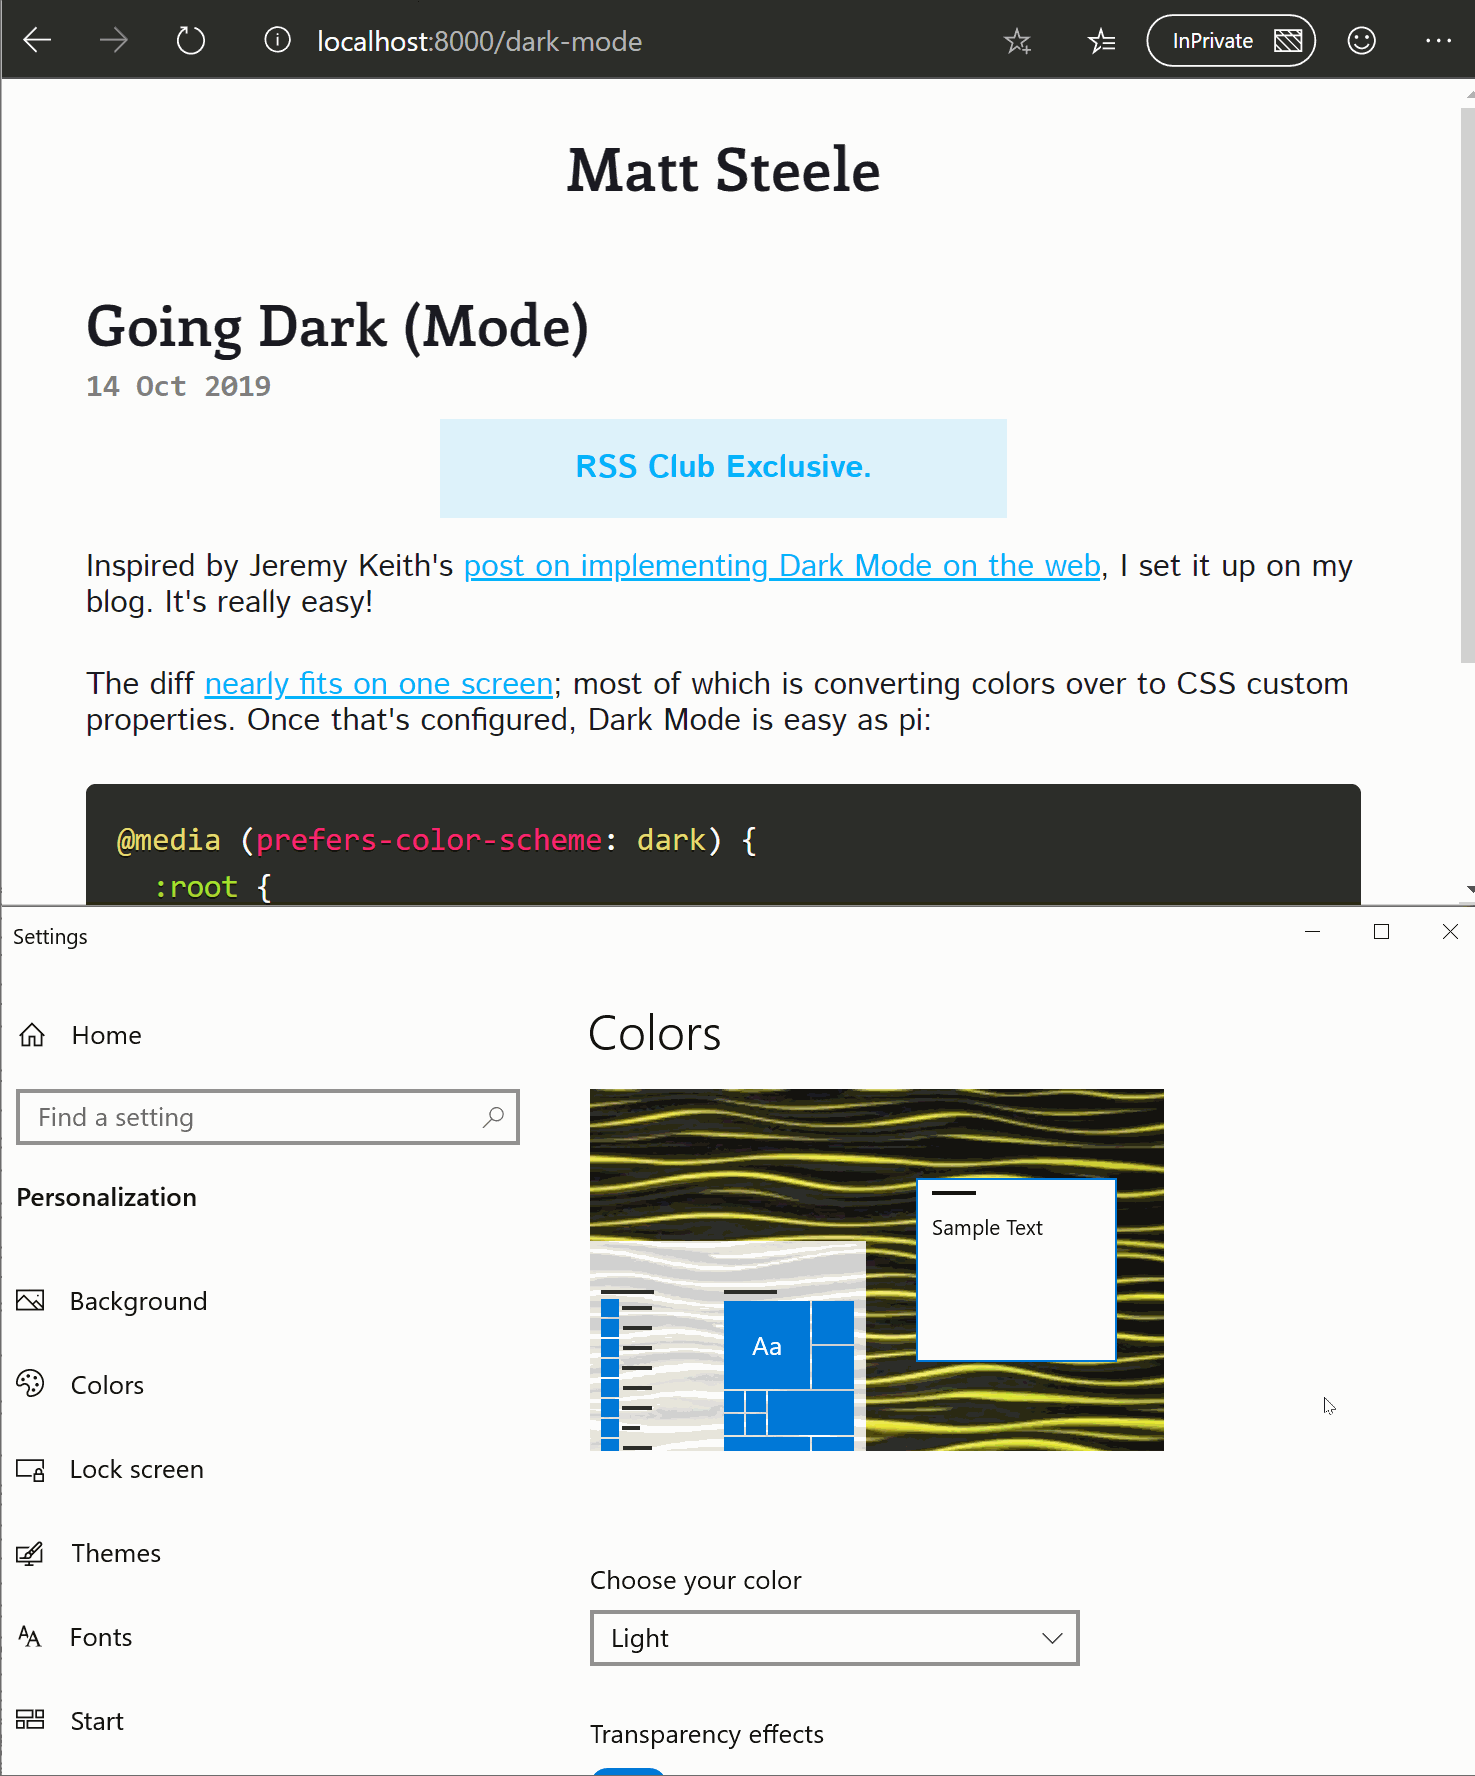 localhost:8000/dark-mode
InPrivate
Matt Steele
Going Dark (Mode)
14 Oct 2019
RSS Club Exclusive.
Inspired by Jeremy Keith's post on implementing Dark Mode on the web, I set it up on my
blog. It's really easy!
The diff nearly fits on one screen; most of which is converting colors over to CSS custom
properties. Once that's configured, Dark Mode is easy as pi:
@media (prefers-color-scheme: dark) {
:root {
Settings
Home
Find a setting
Personalization
Background
Colors
Lock screen
Themes
Fonts
Start
Colors
Sample Text
Aa
Choose your color
Light
Transparency effects